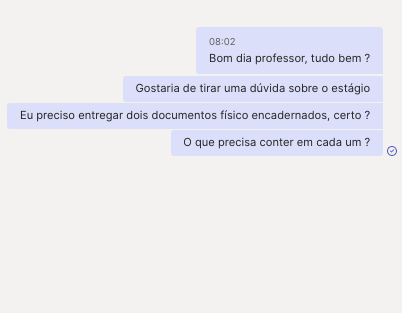 08:02
Bom dia professor, tudo bem ?
Gostaria de tirar uma dúvida sobre o estágio
Eu preciso entregar dois documentos físico encadernados, certo ?
O que precisa conter em cada um ?